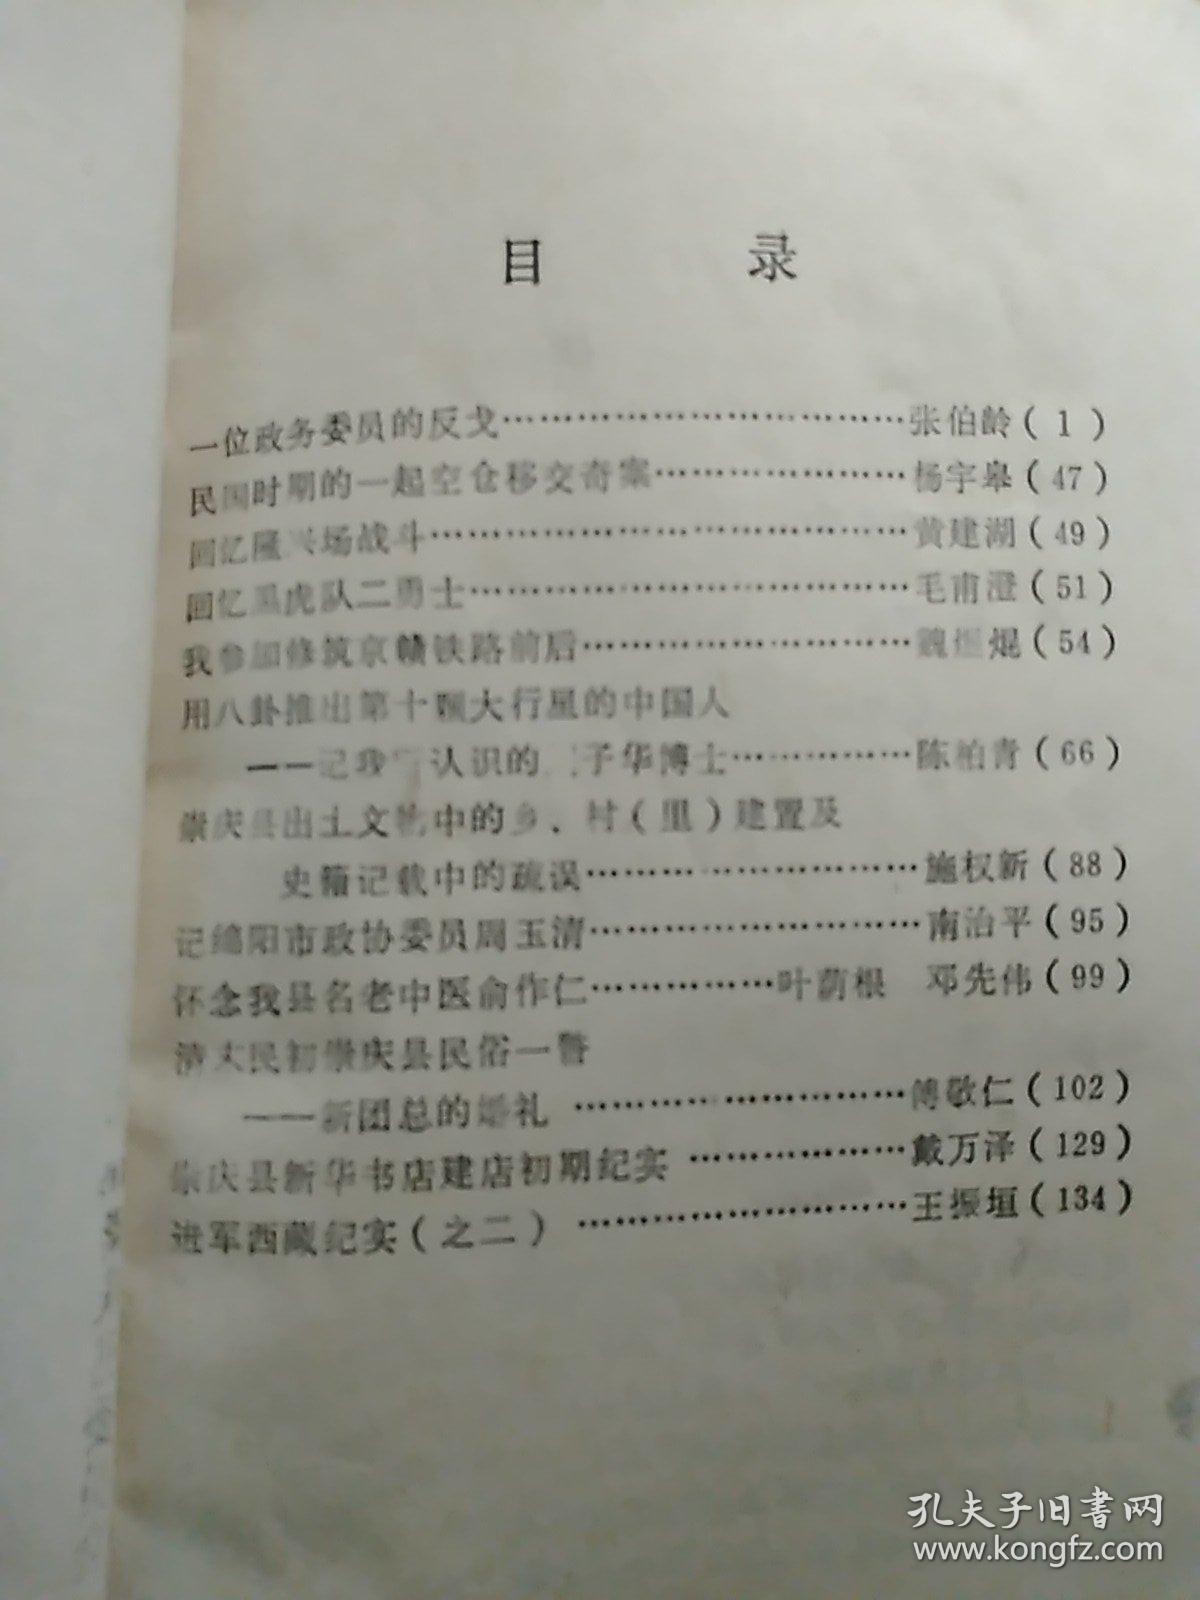 目 录
一位政务委员的反戈……………………………张伯龄(1)
民国时期的一起空仓移交奇案…………………杨宇皋(47)
回忆隆兴场战斗…………………………………黄建湖(49)
回忆黑虎队二勇士………………………………毛甫澄(51)
我参加修筑京赣铁路前后………………………魏焜(54)
用八卦推出第十颗大行星的中国人
——记我所认识的子华博士……………陈柏青(66)
崇庆县出土文物中的乡、村(里)建置及
史籍记载中的疏误………………………施权新(88)
记绵阳市政协委员周玉清………………………南治平(95)
怀念我县名老中医俞作仁……………叶荫根 邓先伟(99)
清末民初崇庆县民俗一瞥
——新团总的婚礼 ………………………傅敬仁(102)
崇庆县新华书店建店初期纪实 ………………戴万泽(129)
进军西藏纪实(之二) ………………………王振垣(134)
孔夫子旧書网
www.kongfz.com